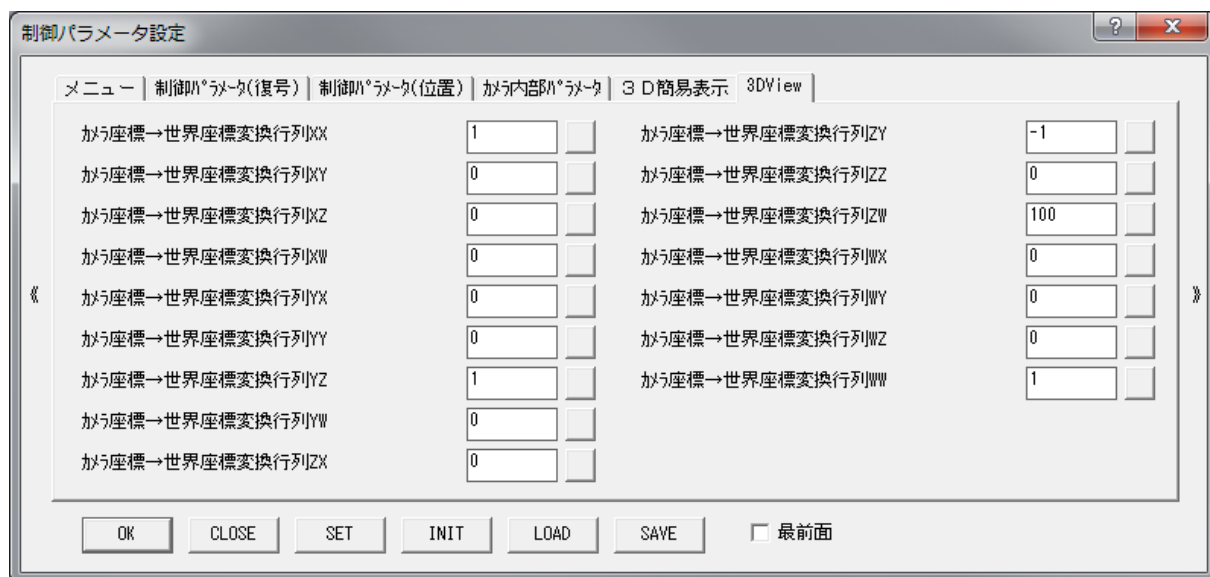 制御パラメータ設定
メニュー 制御ﾊﾟﾗﾒｰﾀ(復号) 制御ﾊﾟﾗﾒｰﾀ(位置) ｶﾒﾗ内部ﾊﾟﾗﾒｰﾀ ３Ｄ簡易表示 3DView
ｶﾒﾗ座標→世界座標変換行列XX 1 ｶﾒﾗ座標→世界座標変換行列ZY -1
ｶﾒﾗ座標→世界座標変換行列XY 0 ｶﾒﾗ座標→世界座標変換行列ZZ 0
ｶﾒﾗ座標→世界座標変換行列XZ 0 ｶﾒﾗ座標→世界座標変換行列ZW 100
ｶﾒﾗ座標→世界座標変換行列XW 0 ｶﾒﾗ座標→世界座標変換行列WX 0
《 ｶﾒﾗ座標→世界座標変換行列YX 0 ｶﾒﾗ座標→世界座標変換行列WY 0 》
ｶﾒﾗ座標→世界座標変換行列YY 0 ｶﾒﾗ座標→世界座標変換行列WZ 0
ｶﾒﾗ座標→世界座標変換行列YZ 1 ｶﾒﾗ座標→世界座標変換行列WW 1
ｶﾒﾗ座標→世界座標変換行列YW 0
ｶﾒﾗ座標→世界座標変換行列ZX 0
OK CLOSE SET INIT LOAD SAVE 最前面